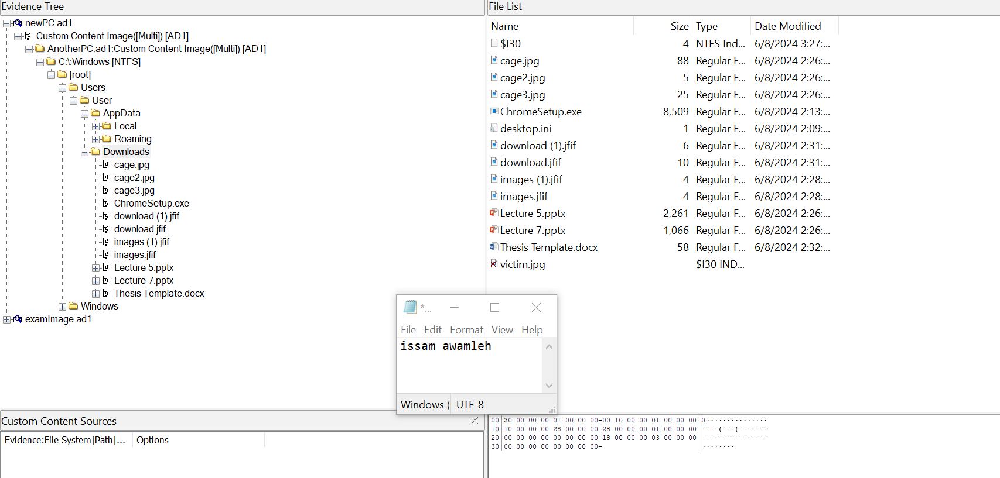 Evidence Tree
newPC.ad1
Custom Content Image([Multi]) [AD1]
AnotherPC.ad1:Custom Content Image([Multi]) [AD1]
C:\:Windows [NTFS]
[root]
Users
User
AppData
Local
Roaming
Downloads
cage.jpg
cage2.jpg
cage3.jpg
ChromeSetup.exe
download (1).jfif
download.jfif
images (1).jfif
images.jfif
Lecture 5.pptx
Lecture 7.pptx
Thesis Template.docx
Windows
examImage.ad1
File List
Name Size Type Date Modified
$I30 4 NTFS Ind... 6/8/2024 3:27:...
cage.jpg 88 Regular F... 6/8/2024 2:26:...
cage2.jpg 5 Regular F... 6/8/2024 2:26:...
cage3.jpg 25 Regular F... 6/8/2024 2:26:...
ChromeSetup.exe 8,509 Regular F... 6/8/2024 2:13:...
desktop.ini 1 Regular F... 6/8/2024 2:09:...
download (1).jfif 6 Regular F... 6/8/2024 2:31:...
download.jfif 10 Regular F... 6/8/2024 2:31:...
images (1).jfif 4 Regular F... 6/8/2024 2:28:...
images.jfif 4 Regular F... 6/8/2024 2:28:...
Lecture 5.pptx 2,261 Regular F... 6/8/2024 2:26:...
Lecture 7.pptx 1,066 Regular F... 6/8/2024 2:26:...
Thesis Template.docx 58 Regular F... 6/8/2024 2:32:...
victim.jpg $I30 IND...
*...
File Edit Format View Help
issam awamleh
Windows ( UTF-8
Custom Content Sources
Evidence:File System|Path|... Options
00 30 00 00 00 01 00 00 00-00 10 00 00 01 00 00 00 0···············
10 10 00 00 00 28 00 00 00-28 00 00 00 01 00 00 00 ····(···(·······
20 00 00 00 00 00 00 00 00-18 00 00 00 03 00 00 00 ················
30 00 00 00 00 00 00 00 00- ········